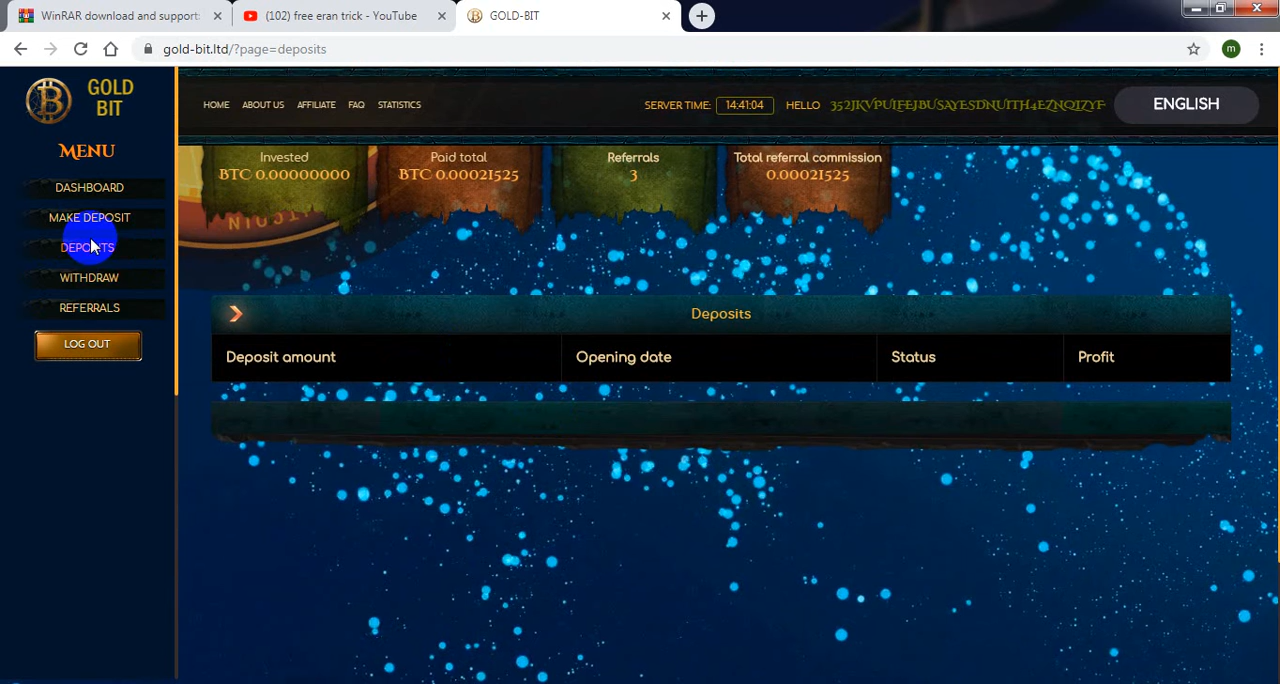 WinRAR download and support:
(102) free eran trick - YouTube
GOLD-BIT
gold-bit.ltd/?page=deposits
m
GOLD
BIT
MENU
DASHBOARD
MAKE DEPOSIT
DEPOSITS
WITHDRAW
REFERRALS
LOG OUT
HOME
ABOUT US
AFFILIATE
FAQ
STATISTICS
SERVER TIME:
14:41:04
HELLO
ENGLISH
Invested
BTC 0.00000000
Paid total
BTC 0.00021525
Referrals
3
Total referral commission
0.00021525
Deposits
Deposit amount
Opening date
Status
Profit